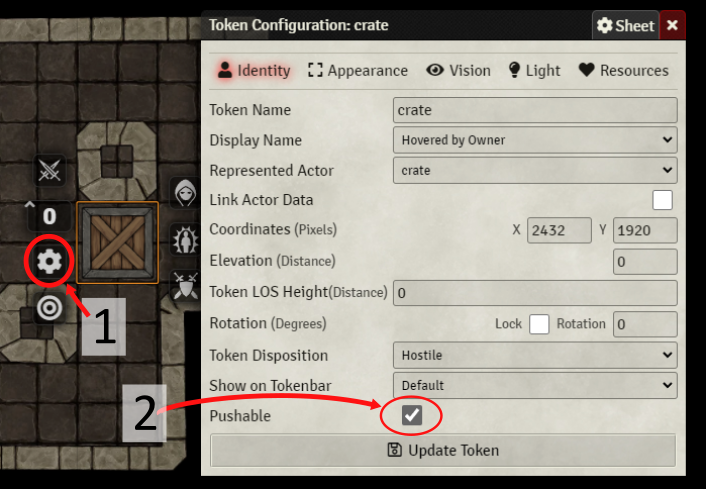 Token Configuration: crate Sheet ×
Identity Appearance Vision Light Resources
Token Name crate
Display Name Hovered by Owner
Represented Actor crate
Link Actor Data
Coordinates (Pixels) X 2432 Y 1920
Elevation (Distance) 0
Token LOS Height(Distance) 0
Rotation (Degrees) Lock Rotation 0
Token Disposition Hostile
Show on Tokenbar Default
Pushable
Update Token
0
1
2